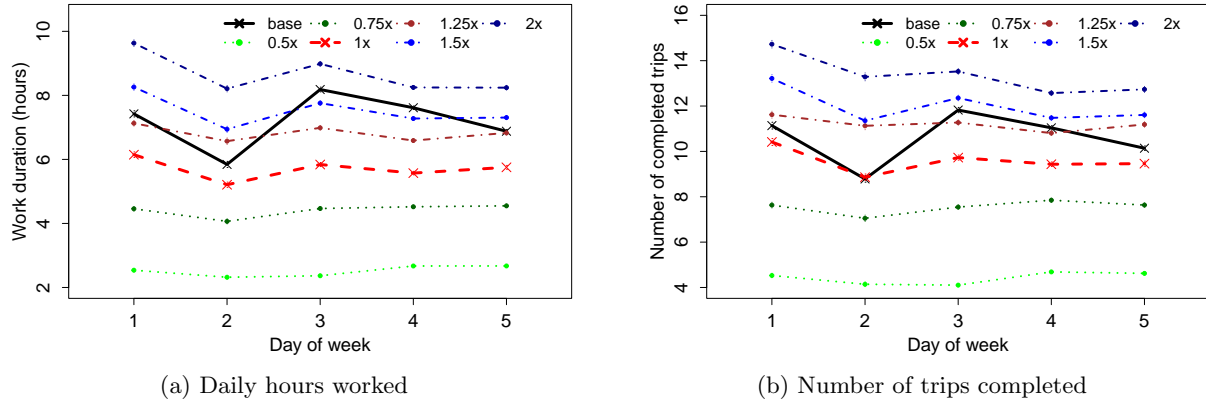 base 0.75x 1.25x 2x
0.5x 1x 1.5x
Work duration (hours)
10
8
6
4
2
1 2 3 4 5
Day of week
(a) Daily hours worked
base 0.75x 1.25x 2x
0.5x 1x 1.5x
Number of completed trips
16
14
12
10
8
6
4
1 2 3 4 5
Day of week
(b) Number of trips completed